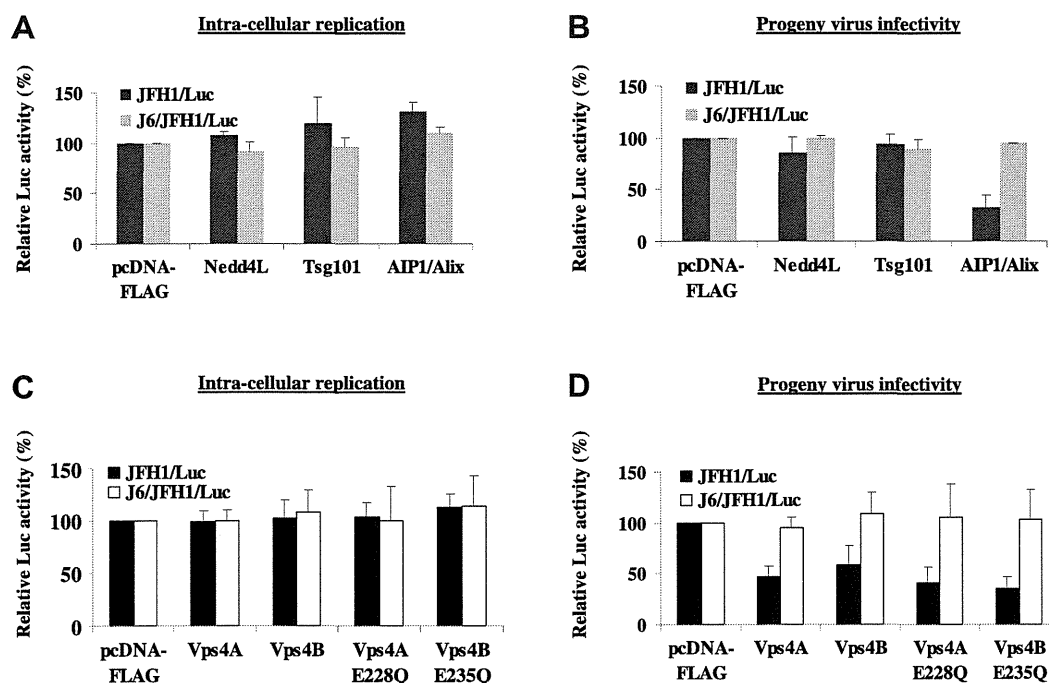 A
Intra-cellular replication
Relative Luc activity (%)
JFH1/Luc
J6/JFH1/Luc
150
100
50
0
pcDNA-
FLAG
Nedd4L
Tsg101
AIP1/Alix
B
Progeny virus infectivity
Relative Luc activity (%)
JFH1/Luc
J6/JFH1/Luc
150
100
50
0
pcDNA-
FLAG
Nedd4L
Tsg101
AIP1/Alix
C
Intra-cellular replication
Relative Luc activity (%)
JFH1/Luc
J6/JFH1/Luc
150
100
50
0
pcDNA-
FLAG
Vps4A
Vps4B
Vps4A
E228Q
Vps4B
E235Q
D
Progeny virus infectivity
Relative Luc activity (%)
JFH1/Luc
J6/JFH1/Luc
150
100
50
0
pcDNA-
FLAG
Vps4A
Vps4B
Vps4A
E228Q
Vps4B
E235Q